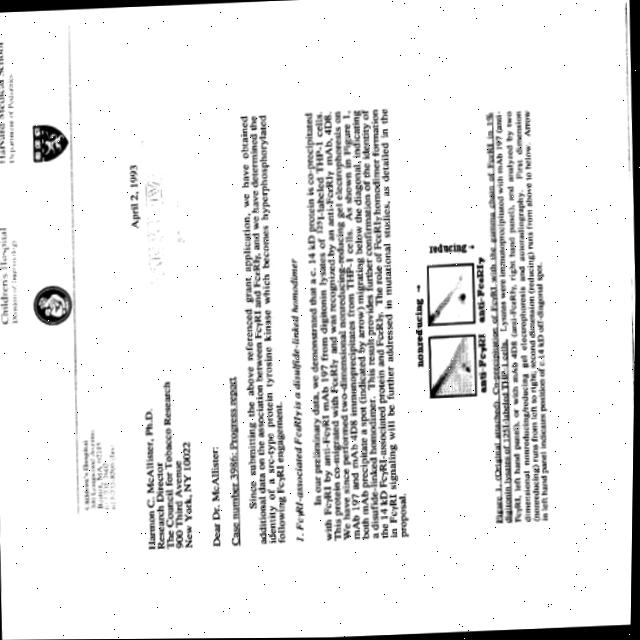 Harvard Medical School
Department of Pediatrics
Children's Hospital
Children's Hospital
April 2, 1993
Harmon C. McAllister, Ph.D.
Research Director
The Council for Tobacco Research
900 Third Avenue
New York, NY 10022
Dear Dr. McAllister:
Case number 3986: Progress report
Since submitting the above referenced grant application, we have obtained
additional data on the association between FcγRI and FcεRIγ, and we have determined the
identity of a src-type protein tyrosine kinase which becomes hyperphosphorylated
following FcγRI engagement.
1. FcγRI-associated FcεRIγ is a disulfide-linked homodimer
In our preliminary data, we demonstrated that a c. 14 kD protein is co-precipitated
with FcγRI by anti-FcγRI mAb 197 from digitonin lysates of 125I-labeled THP-1 cells.
This protein co-migrated with FcεRIγ and was recognized by an anti-FcεRIγ mAb, 4D8.
We have since performed two-dimensional nonreducing-reducing gel electrophoresis on
mAb 197 and mAb 4D8 immunoprecipitates from THP-1 cells. As shown in Figure 1,
both mAb precipitate a spot (indicated by arrow) migrating below the diagonal, indicating
a disulfide-linked homodimer. This result provides further confirmation of the identity of
the 14 kD FcγRI-associated protein and FcεRIγ. The role of FcεRIγ homodimer formation
in FcγRI signaling will be further addressed in mutational studies, as detailed in the
proposal.
nonreducing →
reducing →
anti-FcγRI
anti-FcεRIγ
Figure 1. (Original attached). Co-precipitation of FcγRI with the gamma chain of FcεRI in 1%
digitonin lysates of 125I-labeled THP-1 cells. Lysates were immunoprecipitated with mAb 197 (anti-
FcγRI, left hand panel), or with mAb 4D8 (anti-FcεRIγ, right hand panel), and analyzed by two
dimensional nonreducing/reducing gel electrophoresis and autoradiography. First dimension
(nonreducing) runs from left to right; second dimension (reducing) runs from above to below. Arrow
in left hand panel indicates position of c.14 kD off-diagonal spot.